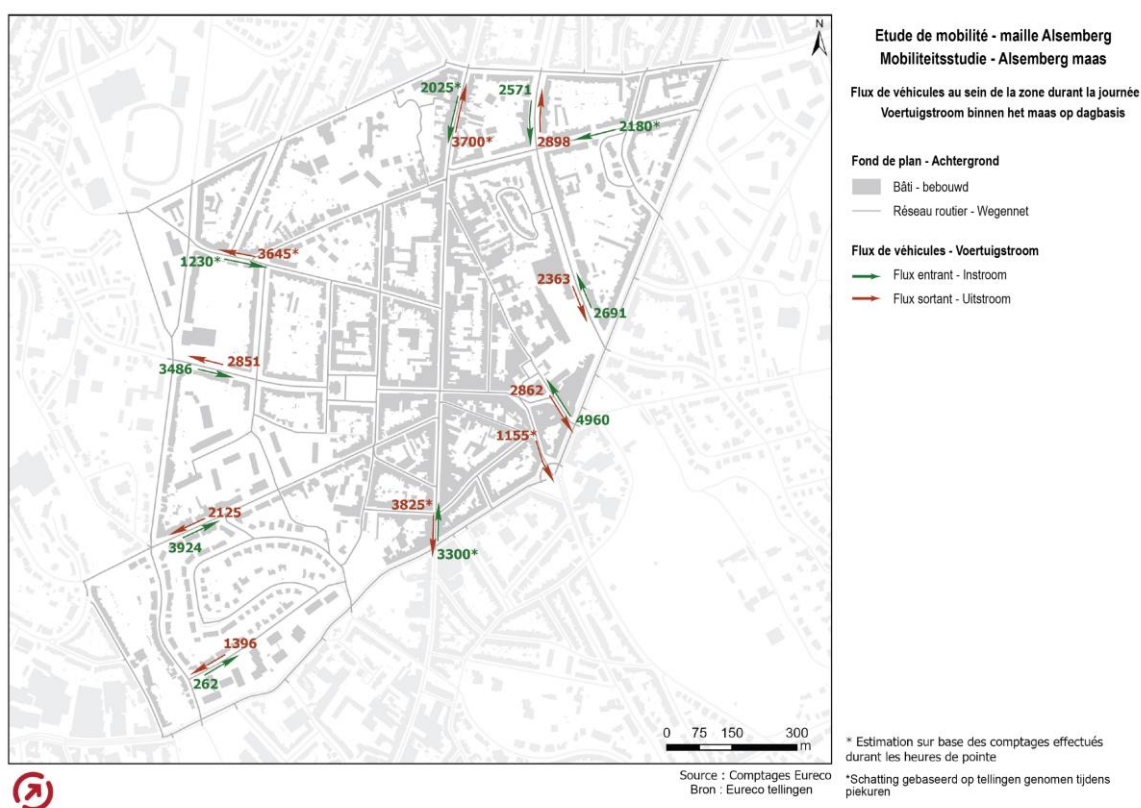 N
2025*
3700*
2571
2898
2180*
3645*
1230*
2363
2691
2851
3486
2862
4960
1155*
3825*
3300*
2125
3924
1396
262
0 75 150 300
m
Source : Comptages Eureco
Bron : Eureco tellingen
Etude de mobilité - maille Alsemberg
Mobiliteitsstudie - Alsemberg maas
Flux de véhicules au sein de la zone durant la journée
Voertuigstroom binnen het maas op dagbasis
Fond de plan - Achtergrond
Bâti - bebouwd
Réseau routier - Wegennet
Flux de véhicules - Voertuigstroom
Flux entrant - Instroom
Flux sortant - Uitstroom
* Estimation sur base des comptages effectués
durant les heures de pointe
*Schatting gebaseerd op tellingen genomen tijdens
piekuren